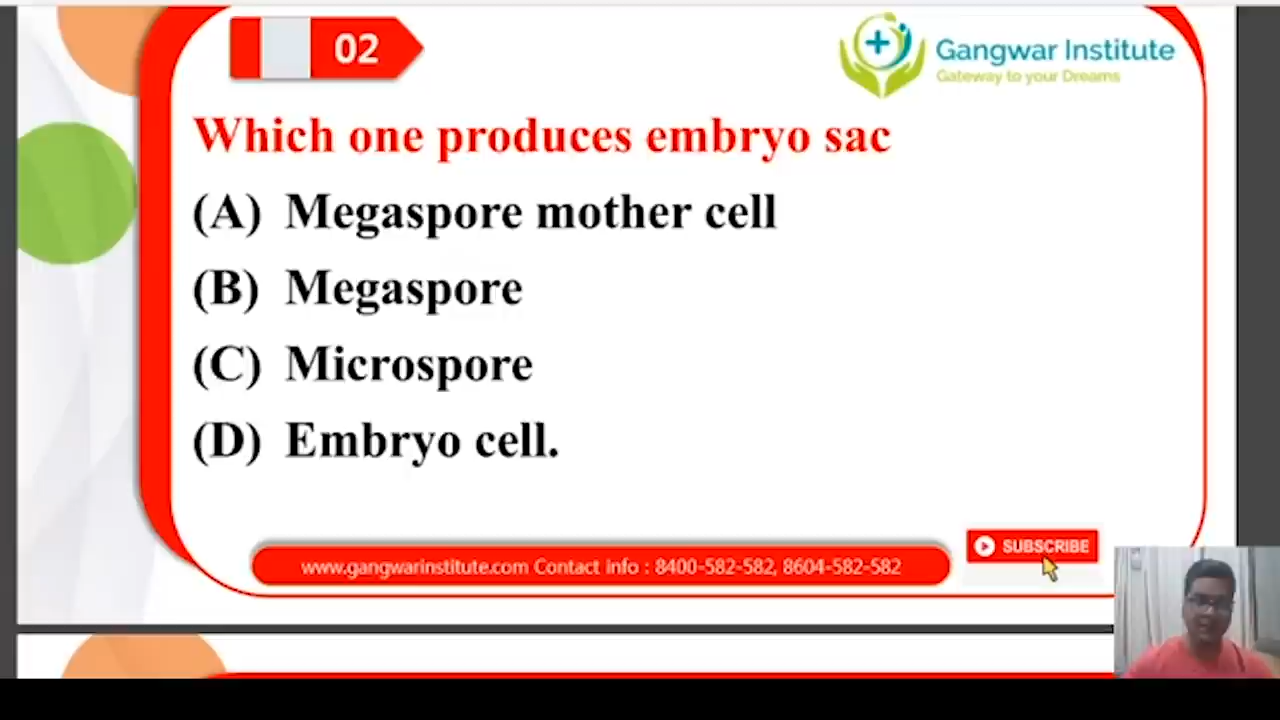 02
Gangwar Institute
Gateway to your Dreams
Which one produces embryo sac
(A) Megaspore mother cell
(B) Megaspore
(C) Microspore
(D) Embryo cell.
SUBSCRIBE
www.gangwarinstitute.com Contact Info : 8400-582-582, 8604-582-582